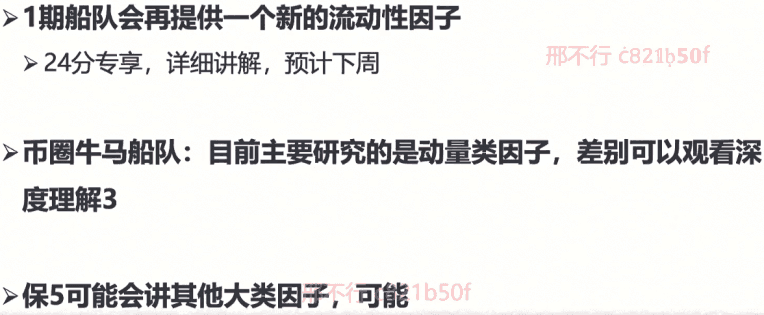 ➢1期船队会再提供一个新的流动性因子
➢24分专享，详细讲解，预计下周
邢不行 c821b50f
➢币圈牛马船队：目前主要研究的是动量类因子，差别可以观看深
度理解3
➢保5可能会讲其他大类因子，可能
邢不行 c821b50f